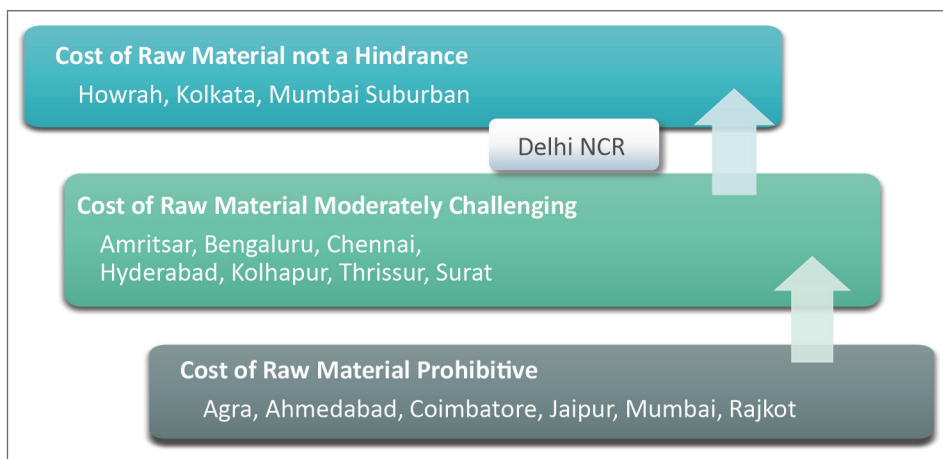 Cost of Raw Material not a Hindrance
Howrah, Kolkata, Mumbai Suburban
Delhi NCR
Cost of Raw Material Moderately Challenging
Amritsar, Bengaluru, Chennai,
Hyderabad, Kolhapur, Thrissur, Surat
Cost of Raw Material Prohibitive
Agra, Ahmedabad, Coimbatore, Jaipur, Mumbai, Rajkot